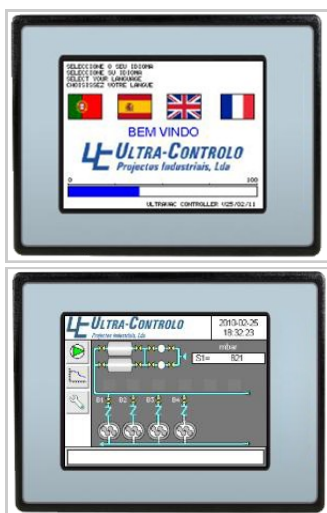 SELECCIONE O SEU IDIOMA
SELECCIONE SU IDIOMA
SELECT YOUR LANGUAGE
CHOISISSEZ VOTRE LANGUE
BEM VINDO
ULTRA-CONTROLO
Projectos Industriais, Lda
0 100
ULTRAVAC CONTROLLER V25/02/11
ULTRA-CONTROLO
Projectos Industriais, Lda
2010-02-25
18:32:23
mbar
S1= 821
B1 B2 B3 B4